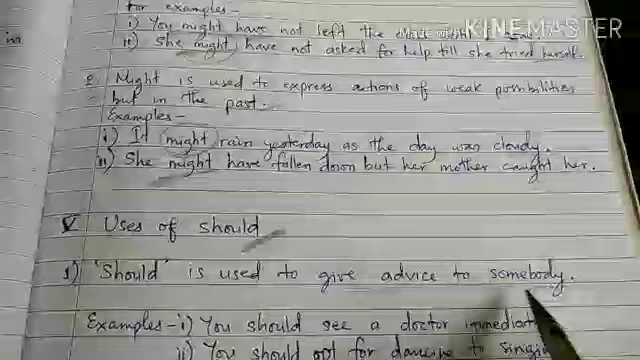 For examples -
i) You might have not left the
Made with
KINEMASTER
ii) She might have not asked for help till she tried herself.
2. Might is used to express actions of weak possibilities
but in the past.
Examples -
i) It might rain yesterday as the day was cloudy.
ii) She might have fallen down but her mother caught her.
V Uses of should
1) 'Should' is used to give advice to somebody.
Examples - i) You should see a doctor
ii) You should opt for